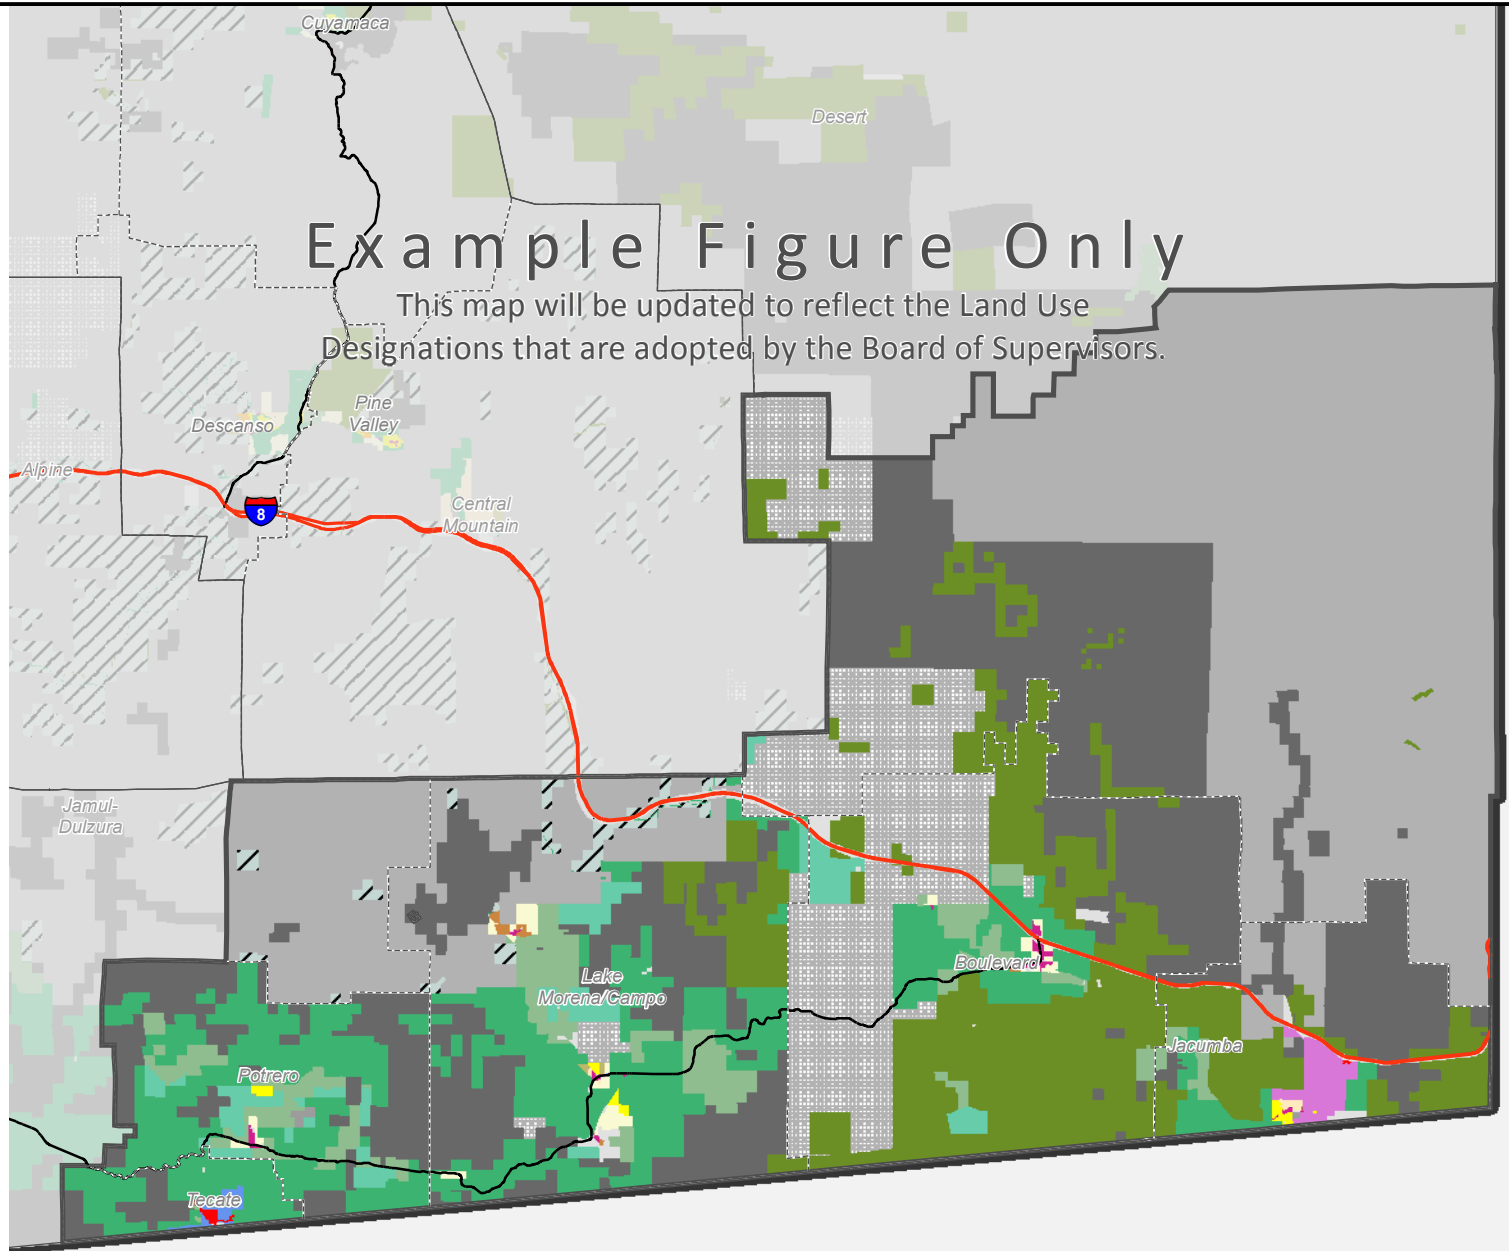 Cuyamaca
Desert
Example Figure Only
This map will be updated to reflect the Land Use
Designations that are adopted by the Board of Supervisors.
Pine
Valley
Descanso
Alpine
8
Central
Mountain
Jamul-
Dulzura
Lake
Morena/Campo
Boulevard
Jacumba
Potrero
Tecate